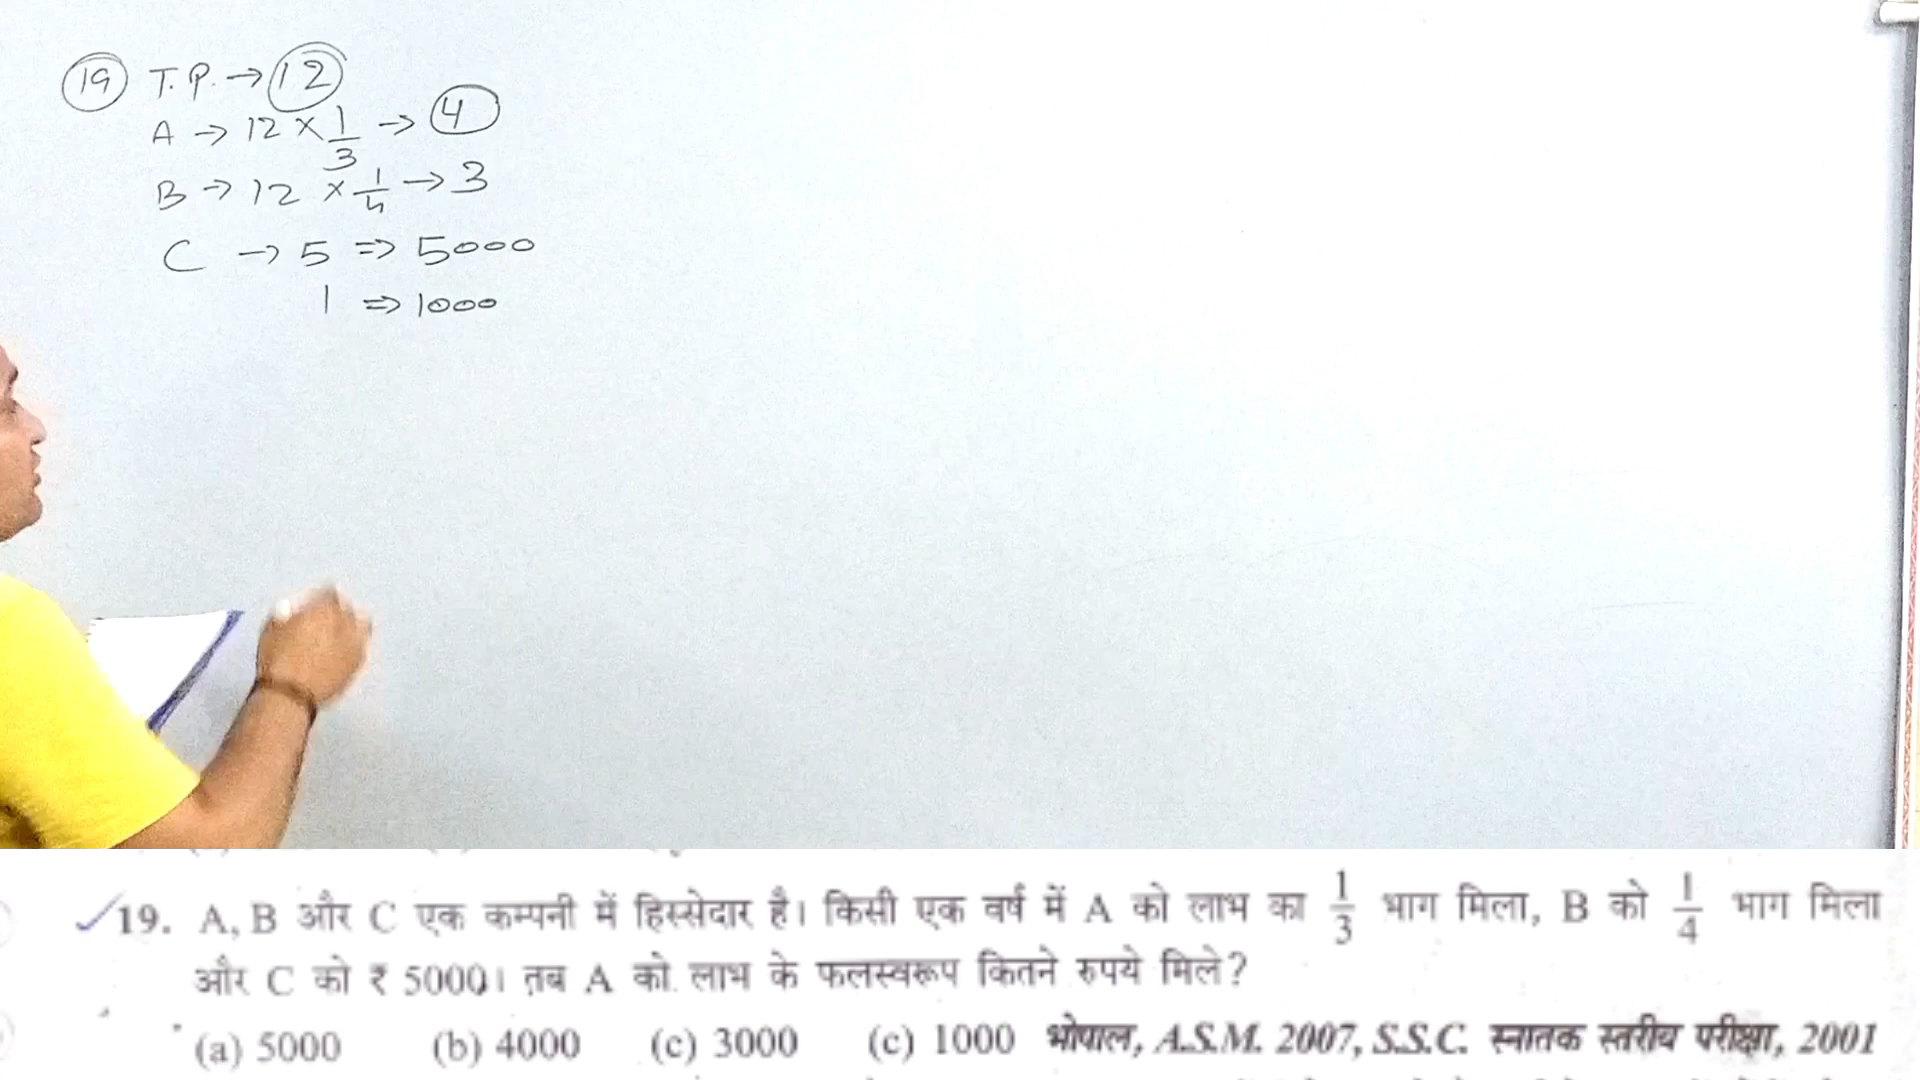 19 T.P. → 12
A → 12 × 1/3 → 4
B → 12 × 1/4 → 3
C → 5 ⇒ 5000
1 ⇒ 1000
19. A, B और C एक कम्पनी में हिस्सेदार है। किसी एक वर्ष में A को लाभ का 1/3 भाग मिला, B को 1/4 भाग मिला
और C को ₹ 5000। तब A को लाभ के फलस्वरूप कितने रुपये मिले?
(a) 5000 (b) 4000 (c) 3000 (c) 1000 भोपाल, A.S.M. 2007, S.S.C. स्नातक स्तरीय परीक्षा, 2001